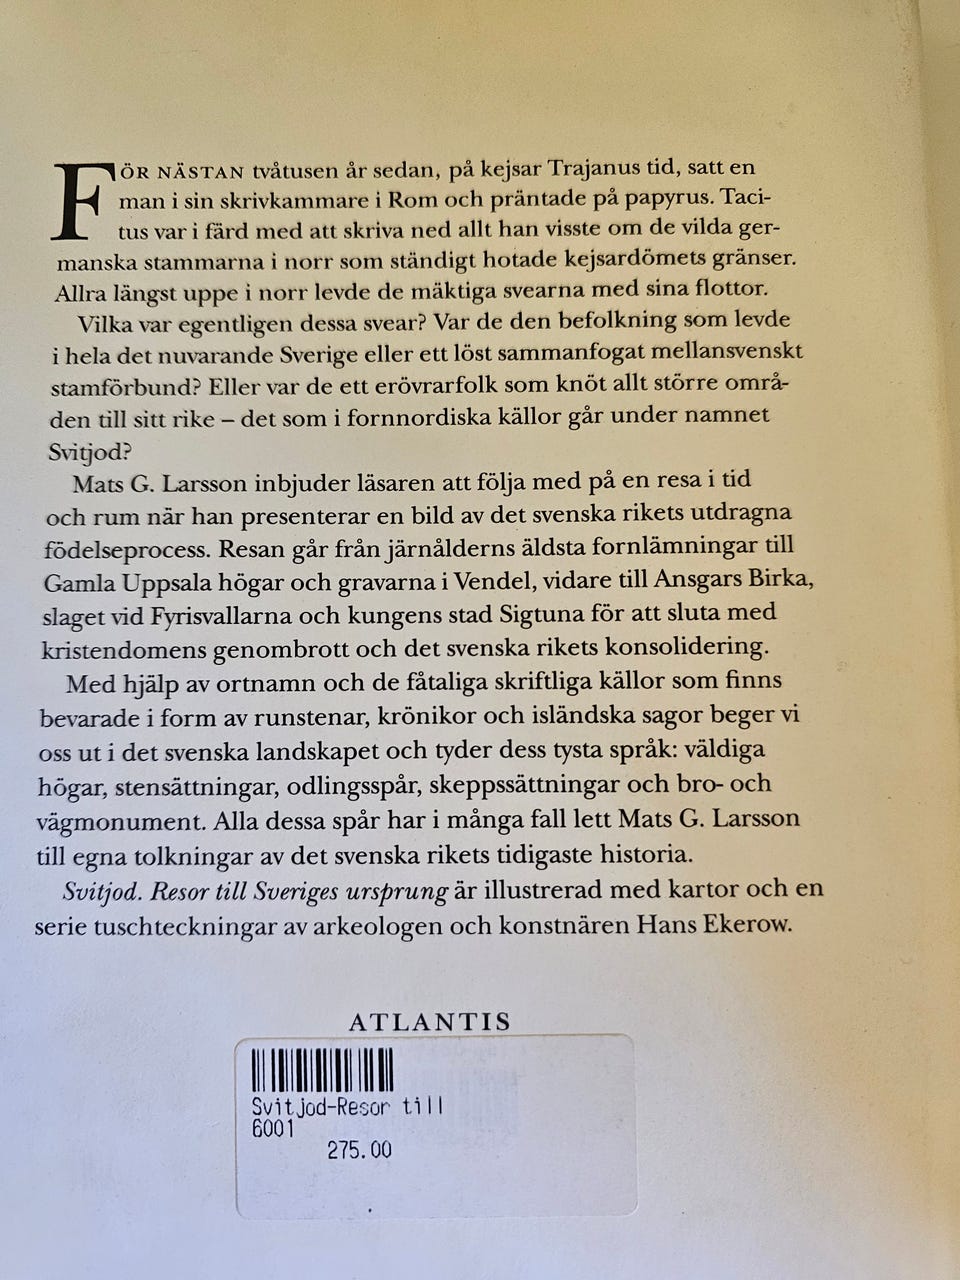 FÖR NÄSTAN tvåtusen år sedan, på kejsar Trajanus tid, satt en
man i sin skrivkammare i Rom och präntade på papyrus. Taci-
tus var i färd med att skriva ned allt han visste om de vilda ger-
manska stammarna i norr som ständigt hotade kejsardömets gränser.
Allra längst uppe i norr levde de mäktiga svearna med sina flottor.
Vilka var egentligen dessa svear? Var de den befolkning som levde
i hela det nuvarande Sverige eller ett löst sammanfogat mellansvenskt
stamförbund? Eller var de ett erövrarfolk som knöt allt större områ-
den till sitt rike – det som i fornnordiska källor går under namnet
Svitjod?
Mats G. Larsson inbjuder läsaren att följa med på en resa i tid
och rum när han presenterar en bild av det svenska rikets utdragna
födelseprocess. Resan går från järnålderns äldsta fornlämningar till
Gamla Uppsala högar och gravarna i Vendel, vidare till Ansgars Birka,
slaget vid Fyrisvallarna och kungens stad Sigtuna för att sluta med
kristendomens genombrott och det svenska rikets konsolidering.
Med hjälp av ortnamn och de fåtaliga skriftliga källor som finns
bevarade i form av runstenar, krönikor och isländska sagor beger vi
oss ut i det svenska landskapet och tyder dess tysta språk: väldiga
högar, stensättningar, odlingsspår, skeppssättningar och bro- och
vägmonument. Alla dessa spår har i många fall lett Mats G. Larsson
till egna tolkningar av det svenska rikets tidigaste historia.
Svitjod. Resor till Sveriges ursprung är illustrerad med kartor och en
serie tuschteckningar av arkeologen och konstnären Hans Ekerow.
ATLANTIS
Svitjod-Resor till
6001
275.00